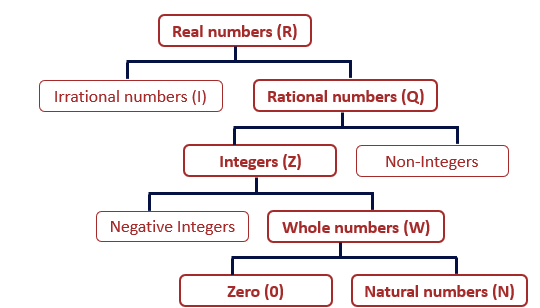 Real numbers (R)
Irrational numbers (I)
Rational numbers (Q)
Integers (Z)
Non-Integers
Negative Integers
Whole numbers (W)
Zero (0)
Natural numbers (N)